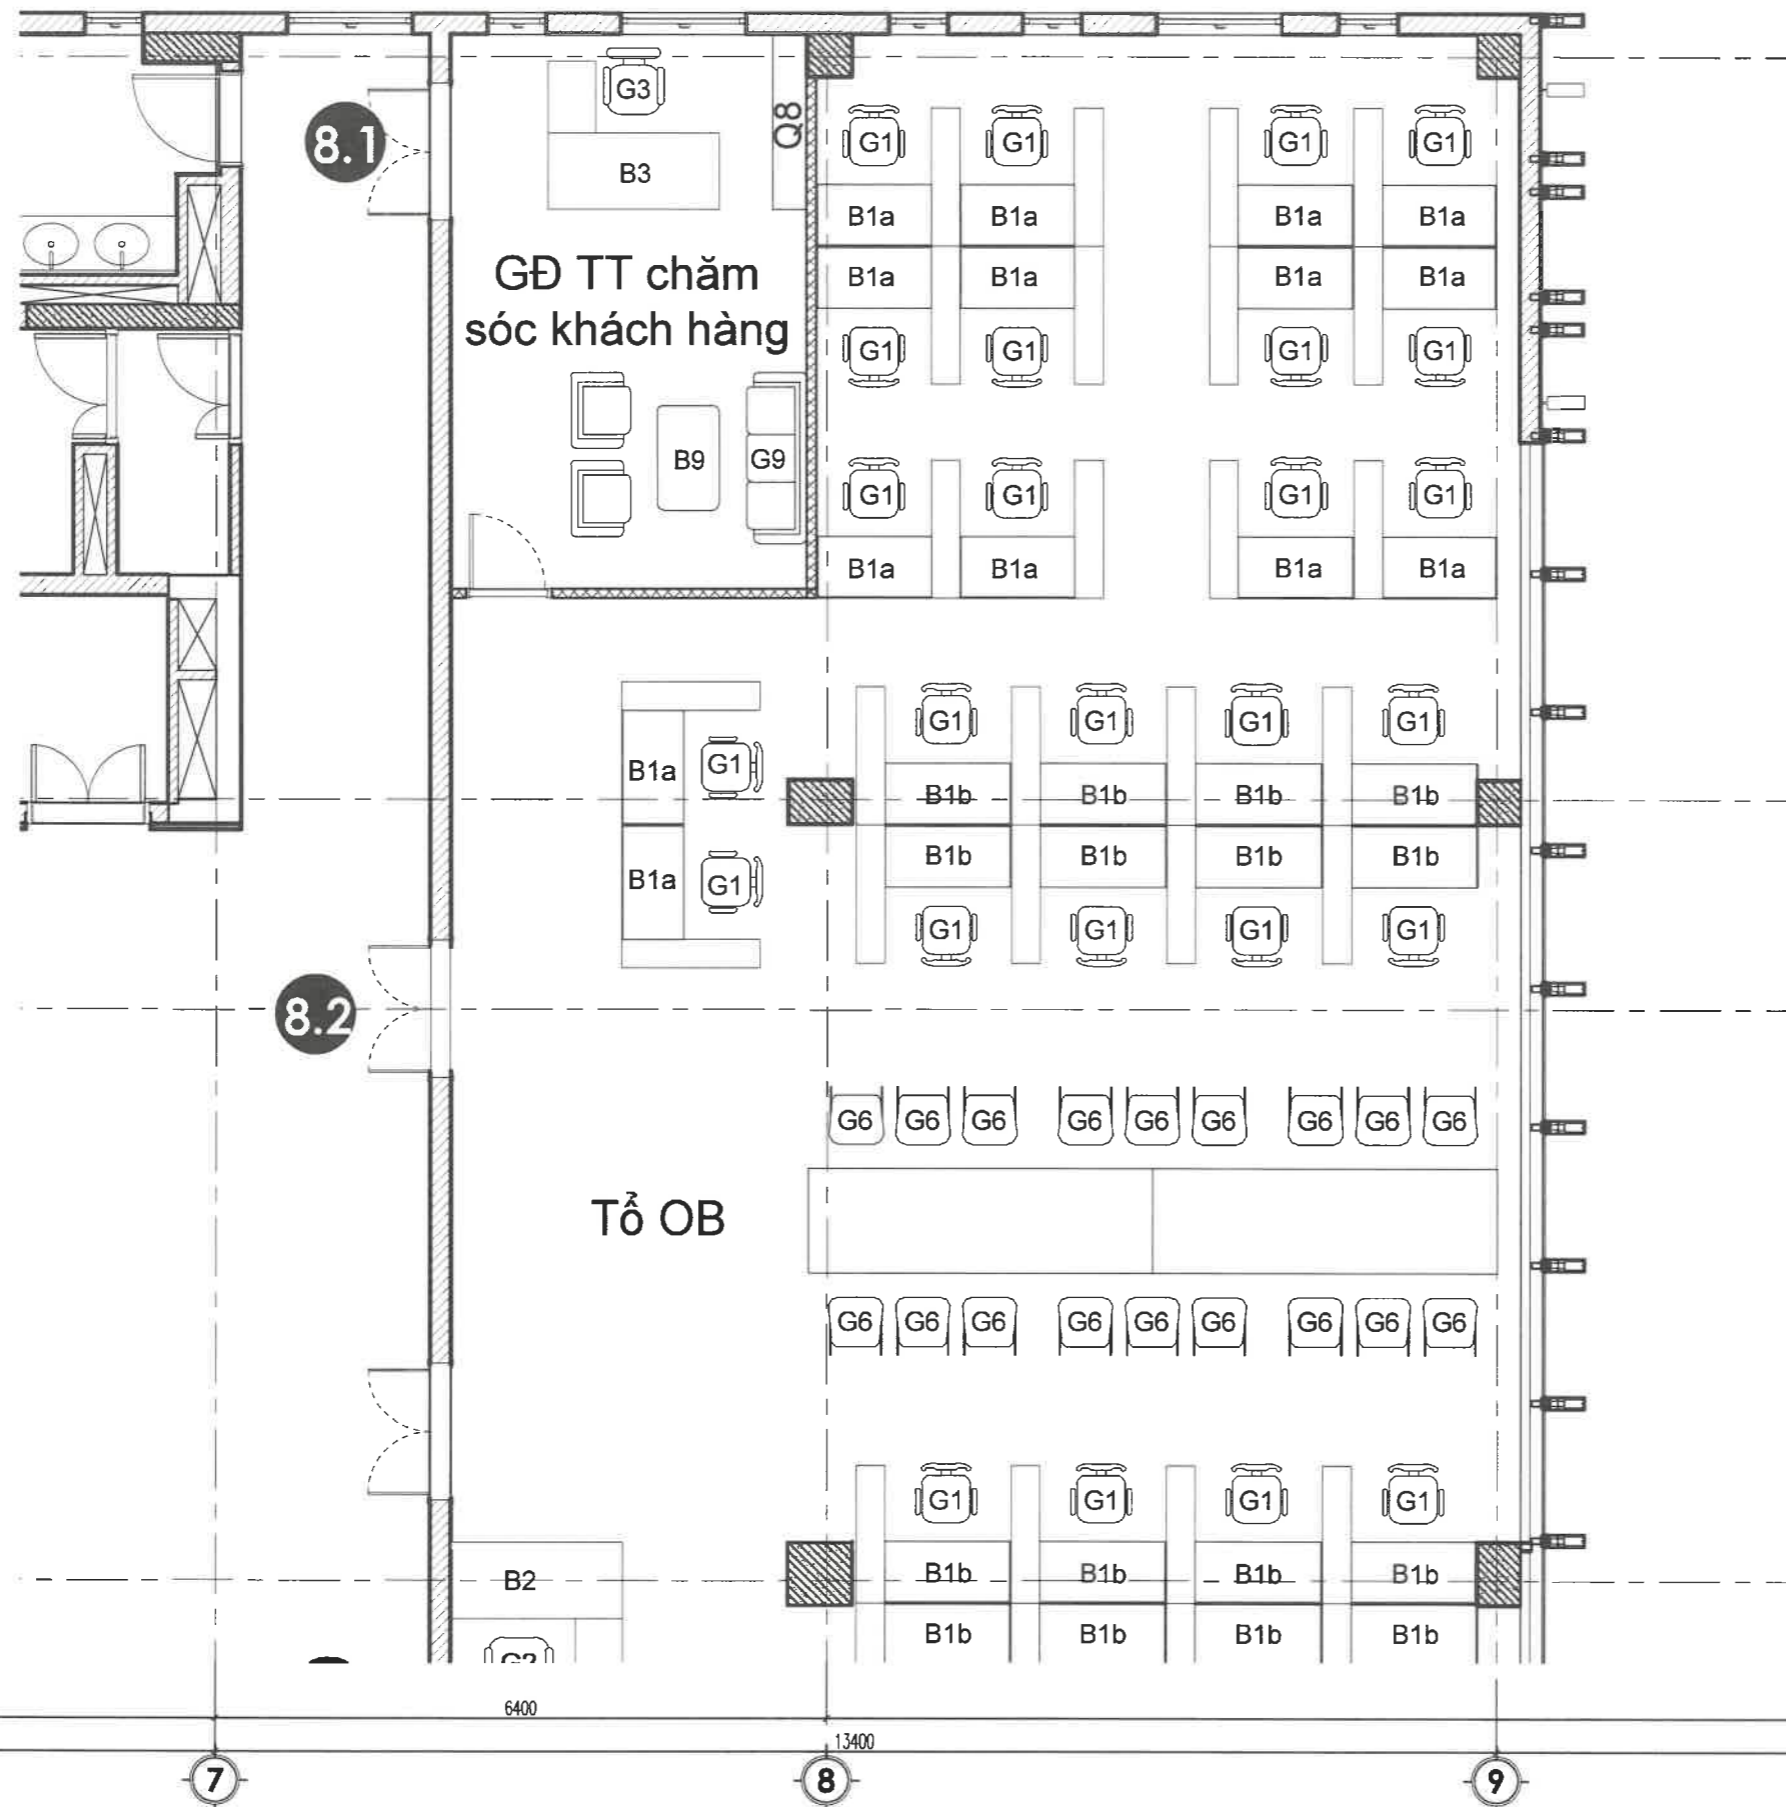 G3
8.1
Q8
G1 G1 G1 G1
B3
B1a B1a B1a B1a
GĐ TT chăm
sóc khách hàng
B1a B1a B1a B1a
G1 G1 G1 G1
B9 G9
G1 G1 G1 G1
B1a B1a B1a B1a
G1 G1 G1 G1
B1a G1
B1b B1b B1b B1b
B1b B1b B1b B1b
B1a G1
G1 G1 G1 G1
8.2
G6 G6 G6 G6 G6 G6 G6 G6 G6
Tổ OB
G6 G6 G6 G6 G6 G6 G6 G6 G6
G1 G1 G1 G1
B2
B1b B1b B1b B1b
B1b B1b B1b B1b
G2
6400
13400
7 8 9